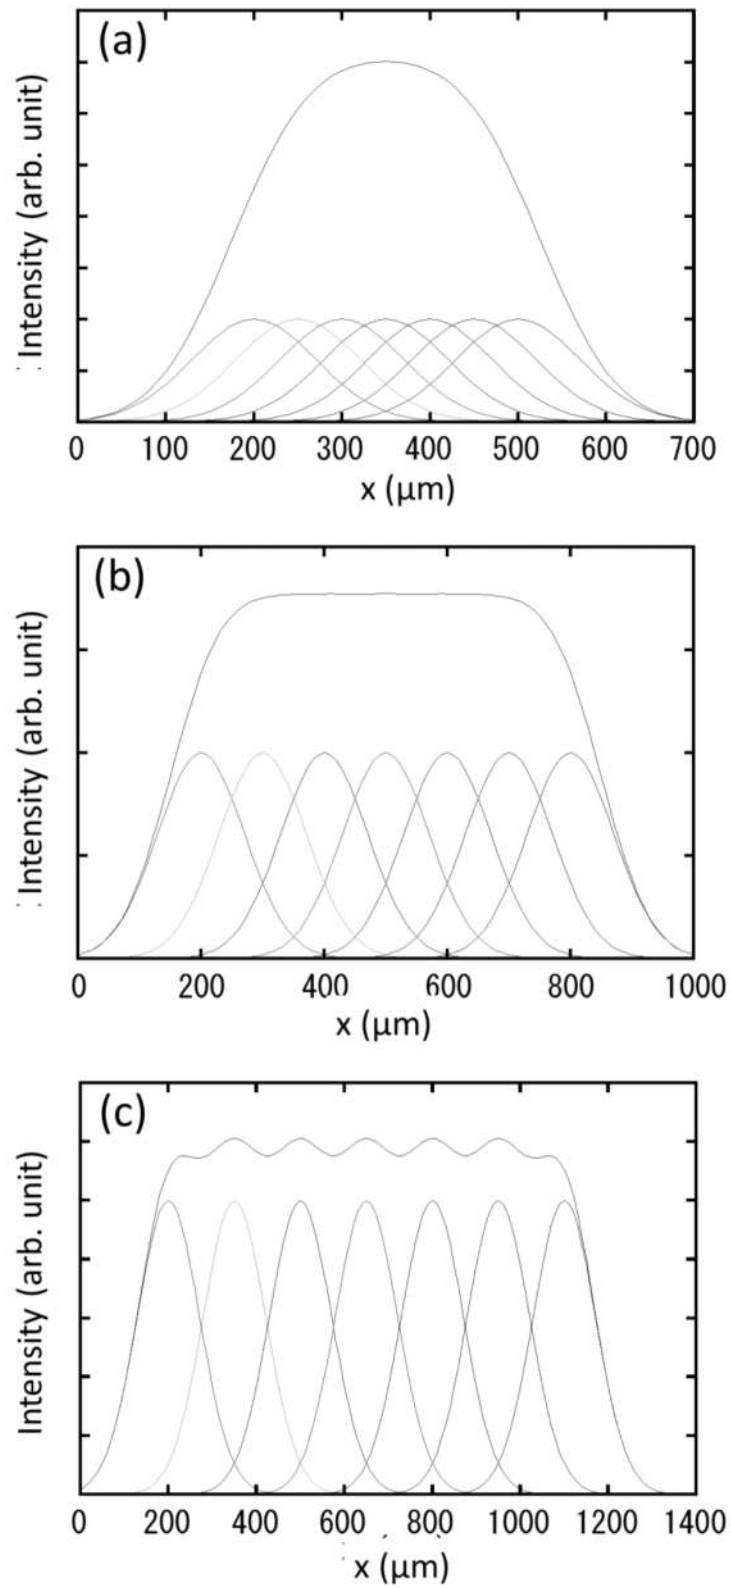 (a)
Intensity (arb. unit)
0 100 200 300 400 500 600 700
x (μm)
(b)
Intensity (arb. unit)
0 200 400 600 800 1000
x (μm)
(c)
Intensity (arb. unit)
0 200 400 600 800 1000 1200 1400
x (μm)